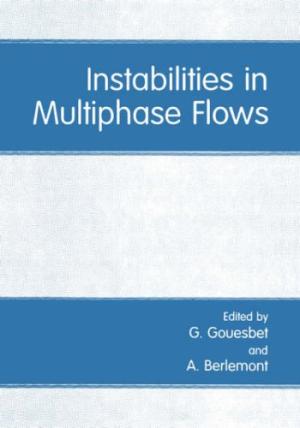 Instabilities in
Multiphase Flows
Edited by
G. Gouesbet
and
A. Berlemont